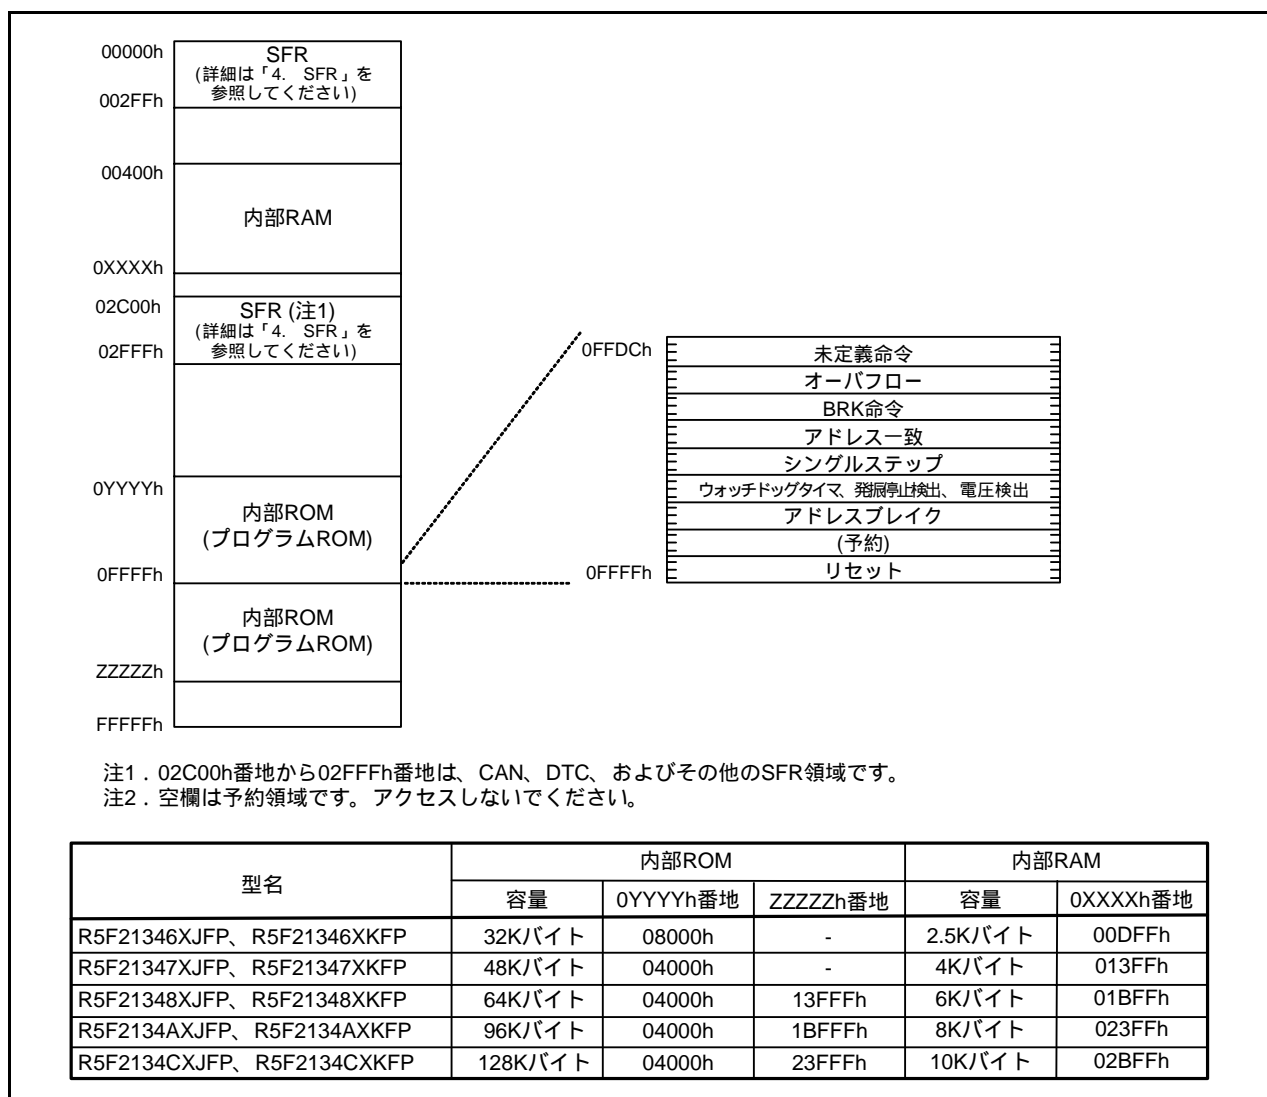 00000h
SFR
(詳細は「4. SFR」を
参照してください)
002FFh
00400h
内部RAM
0XXXXh
02C00h
SFR (注1)
(詳細は「4. SFR」を
参照してください)
02FFFh
0YYYYh
内部ROM
(プログラムROM)
0FFFFh
内部ROM
(プログラムROM)
ZZZZZh
FFFFFh
0FFDCh
未定義命令
オーバフロー
BRK命令
アドレス一致
シングルステップ
ウォッチドッグタイマ、発振停止検出、電圧検出
アドレスブレイク
(予約)
0FFFFh
リセット
注1．02C00h番地から02FFFh番地は、CAN、DTC、およびその他のSFR領域です。
注2．空欄は予約領域です。アクセスしないでください。
型名 内部ROM 内部RAM
容量 0YYYYh番地 ZZZZZh番地 容量 0XXXXh番地
R5F21346XJFP、R5F21346XKFP 32Kバイト 08000h - 2.5Kバイト 00DFFh
R5F21347XJFP、R5F21347XKFP 48Kバイト 04000h - 4Kバイト 013FFh
R5F21348XJFP、R5F21348XKFP 64Kバイト 04000h 13FFFh 6Kバイト 01BFFh
R5F2134AXJFP、R5F2134AXKFP 96Kバイト 04000h 1BFFFh 8Kバイト 023FFh
R5F2134CXJFP、R5F2134CXKFP 128Kバイト 04000h 23FFFh 10Kバイト 02BFFh